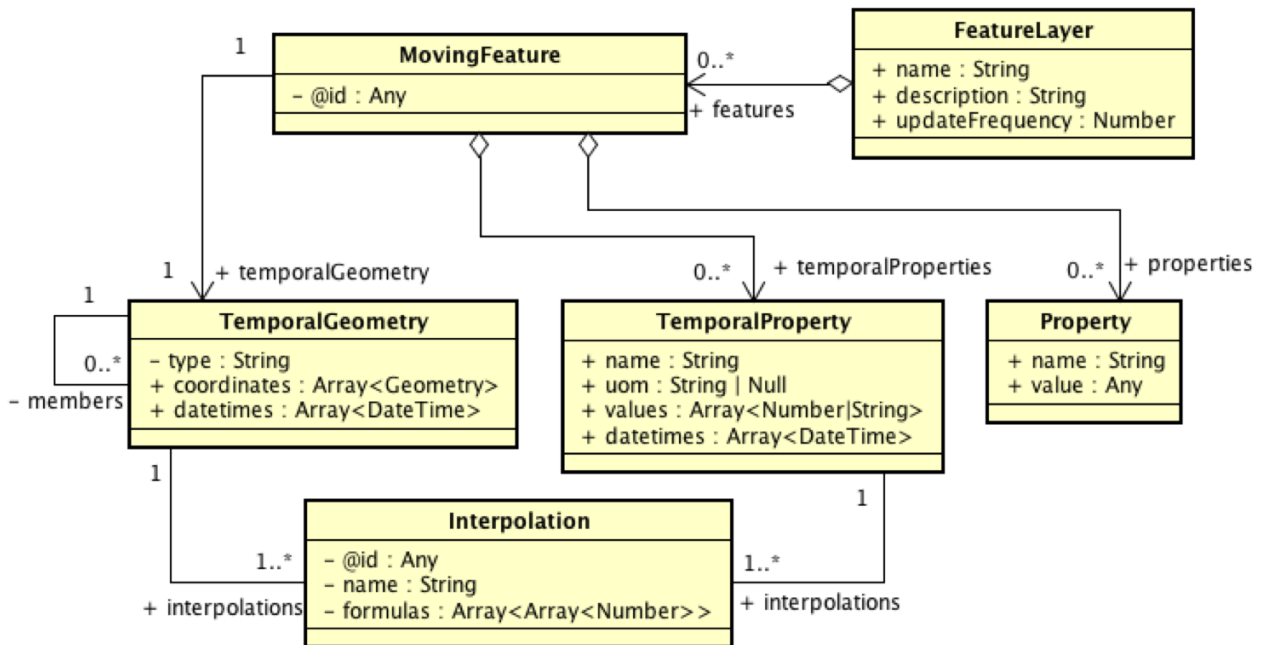 FeatureLayer
+ name : String
+ description : String
+ updateFrequency : Number
1
MovingFeature
- @id : Any
0..*
+ features
1
+ temporalGeometry
0..*
+ temporalProperties
0..*
+ properties
1
0..*
- members
TemporalGeometry
- type : String
+ coordinates : Array<Geometry>
+ datetimes : Array<DateTime>
TemporalProperty
+ name : String
+ uom : String | Null
+ values : Array<Number|String>
+ datetimes : Array<DateTime>
Property
+ name : String
+ value : Any
1
1
1..*
+ interpolations
Interpolation
- @id : Any
- name : String
- formulas : Array<Array<Number>>
1..*
+ interpolations